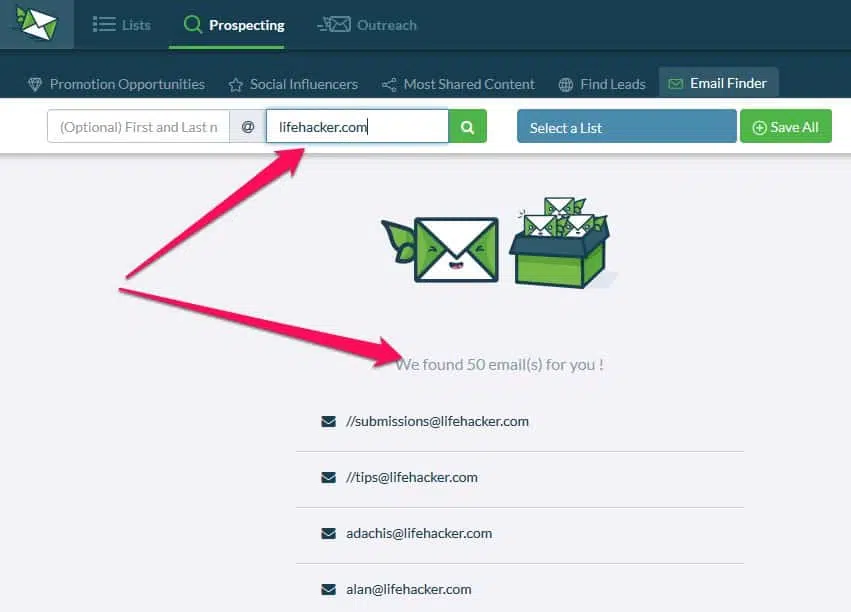 Lists Prospecting Outreach
Promotion Opportunities Social Influencers Most Shared Content Find Leads Email Finder
(Optional) First and Last n @ lifehacker.com Select a List Save All
We found 50 email(s) for you !
//submissions@lifehacker.com
//tips@lifehacker.com
adachis@lifehacker.com
alan@lifehacker.com